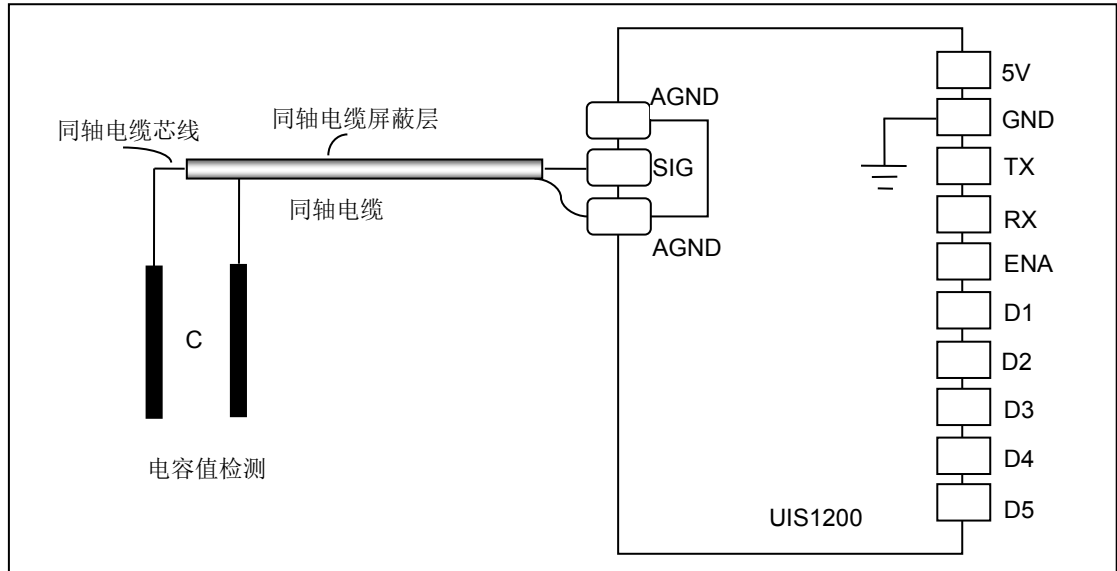 5V
AGND
同轴电缆屏蔽层
GND
同轴电缆芯线
SIG
TX
同轴电缆
RX
AGND
ENA
D1
C
D2
D3
D4
电容值检测
D5
UIS1200